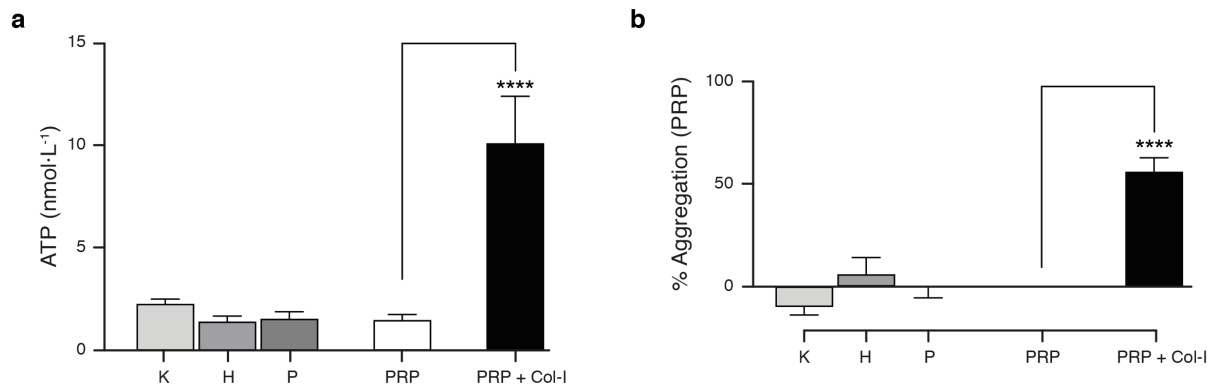 a
15
10
5
0
ATP (nmol·L⁻¹)
****
K H P PRP PRP + Col-I
b
100
50
0
% Aggregation (PRP)
****
K H P PRP PRP + Col-I